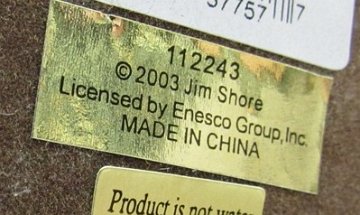 112243
© 2003 Jim Shore
Licensed by Enesco Group, Inc.
MADE IN CHINA
Product is not